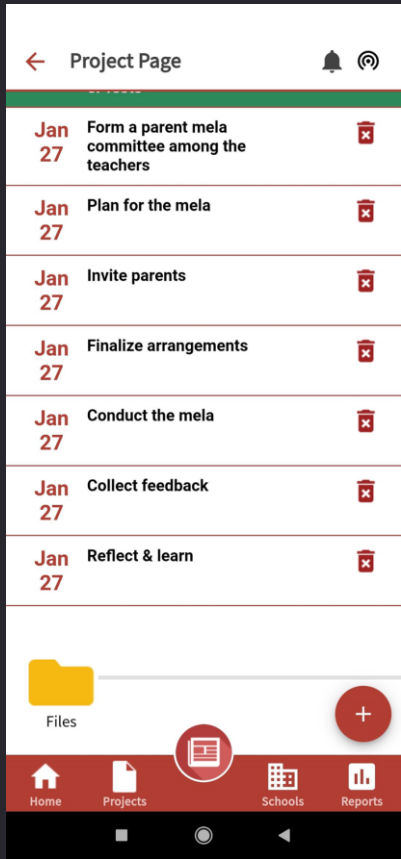 Project Page
Jan
27
Form a parent mela
committee among the
teachers
Jan
27
Plan for the mela
Jan
27
Invite parents
Jan
27
Finalize arrangements
Jan
27
Conduct the mela
Jan
27
Collect feedback
Jan
27
Reflect & learn
Files
Home
Projects
Schools
Reports